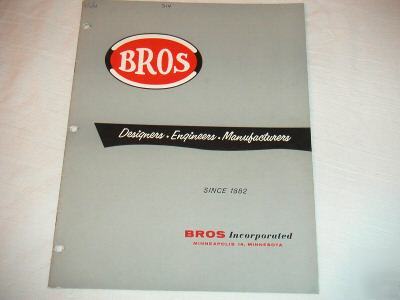 BROS
Designers • Engineers • Manufacturers
SINCE 1882
BROS Incorporated
MINNEAPOLIS 14, MINNESOTA